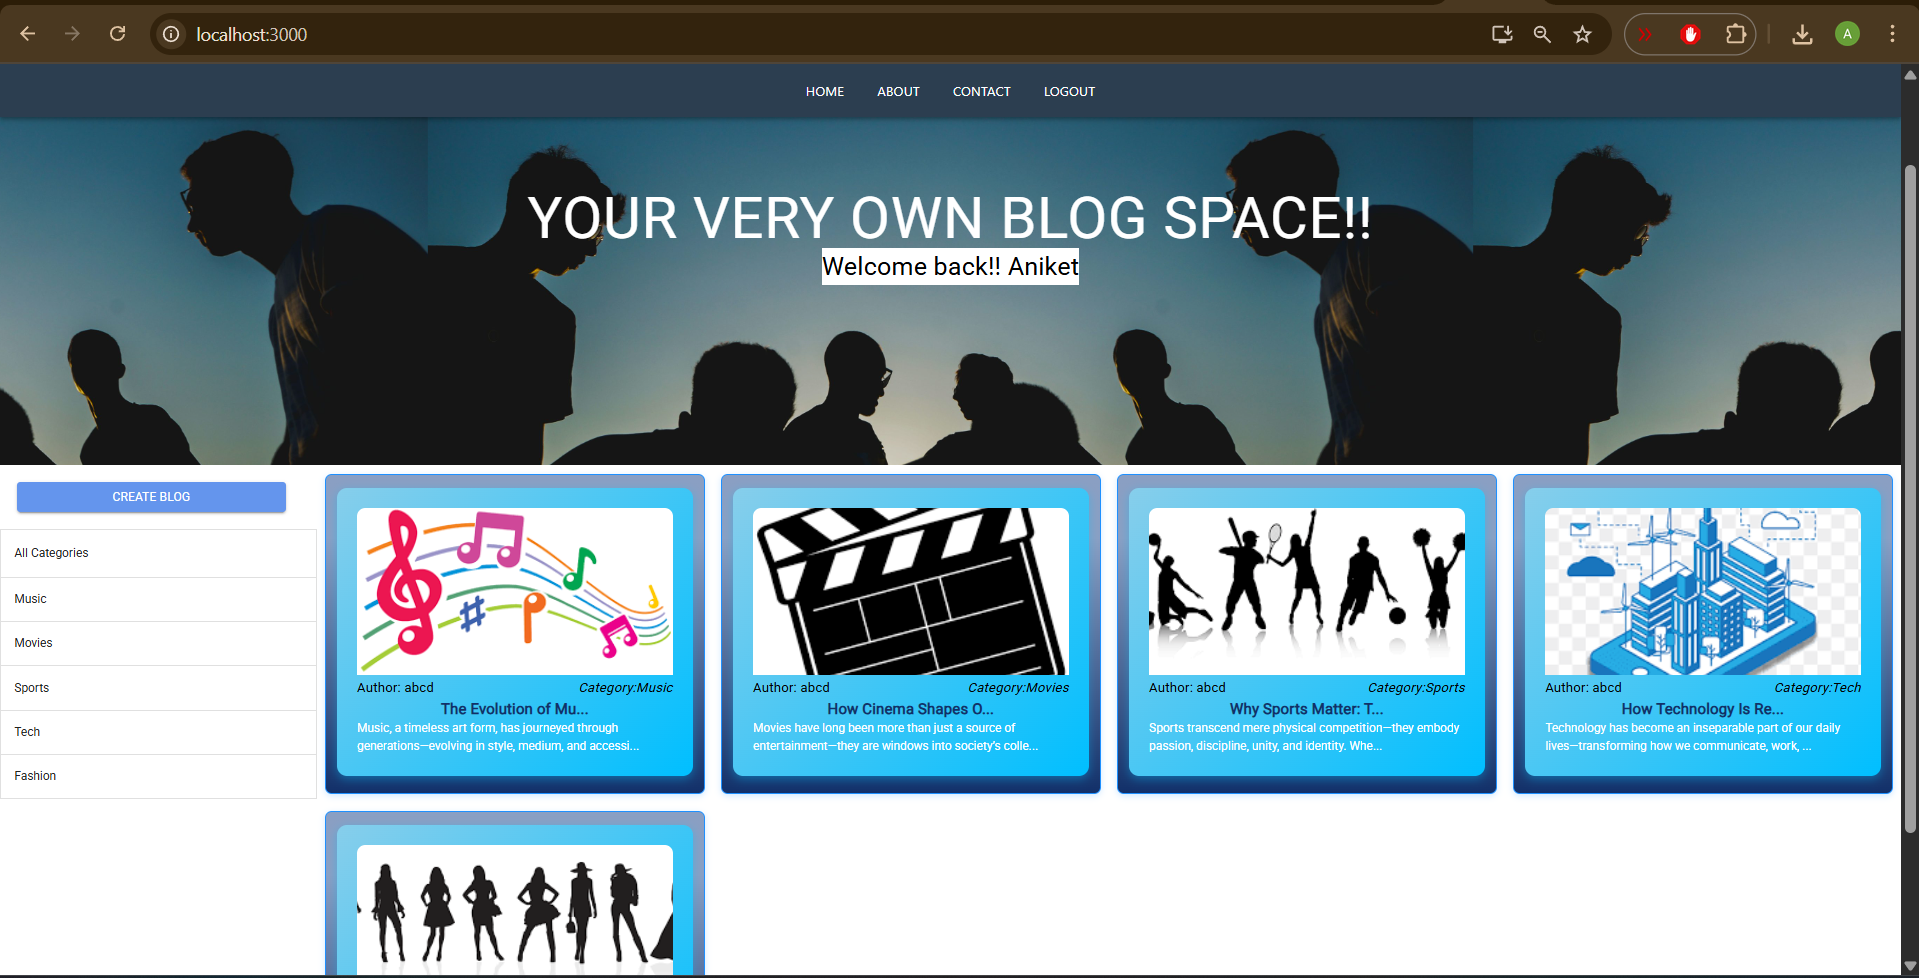 localhost:3000
A
HOME ABOUT CONTACT LOGOUT
YOUR VERY OWN BLOG SPACE!!
Welcome back!! Aniket
CREATE BLOG
All Categories
Music
Movies
Sports
Tech
Fashion
Author: abcd Category:Music
The Evolution of Mu...
Music, a timeless art form, has journeyed through
generations—evolving in style, medium, and accessi...
Author: abcd Category:Movies
How Cinema Shapes O...
Movies have long been more than just a source of
entertainment—they are windows into society's colle...
Author: abcd Category:Sports
Why Sports Matter: T...
Sports transcend mere physical competition—they embody
passion, discipline, unity, and identity. Whe...
Author: abcd Category:Tech
How Technology Is Re...
Technology has become an inseparable part of our daily
lives—transforming how we communicate, work, ...